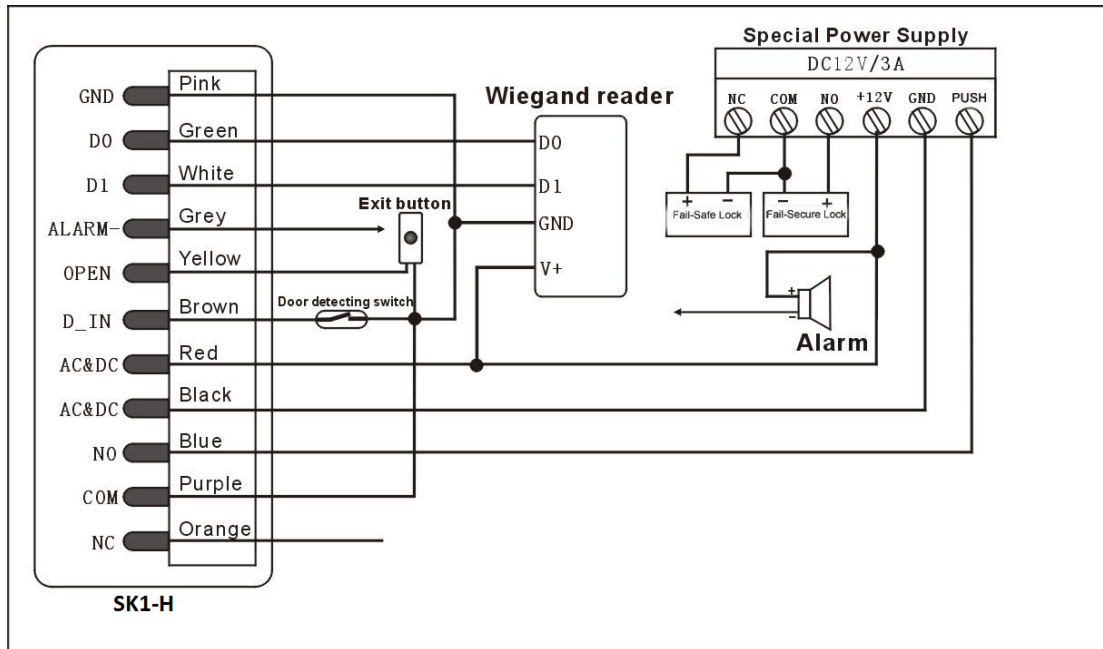 Special Power Supply
DC12V/3A
NC COM NO +12V GND PUSH
+ - - +
Fail-Safe Lock Fail-Secure Lock
+
-
Alarm
Wiegand reader
D0
D1
GND
V+
Exit button
Door detecting switch
GND Pink
D0 Green
D1 White
ALARM- Grey
OPEN Yellow
D_IN Brown
AC&DC Red
AC&DC Black
NO Blue
COM Purple
NC Orange
SK1-H